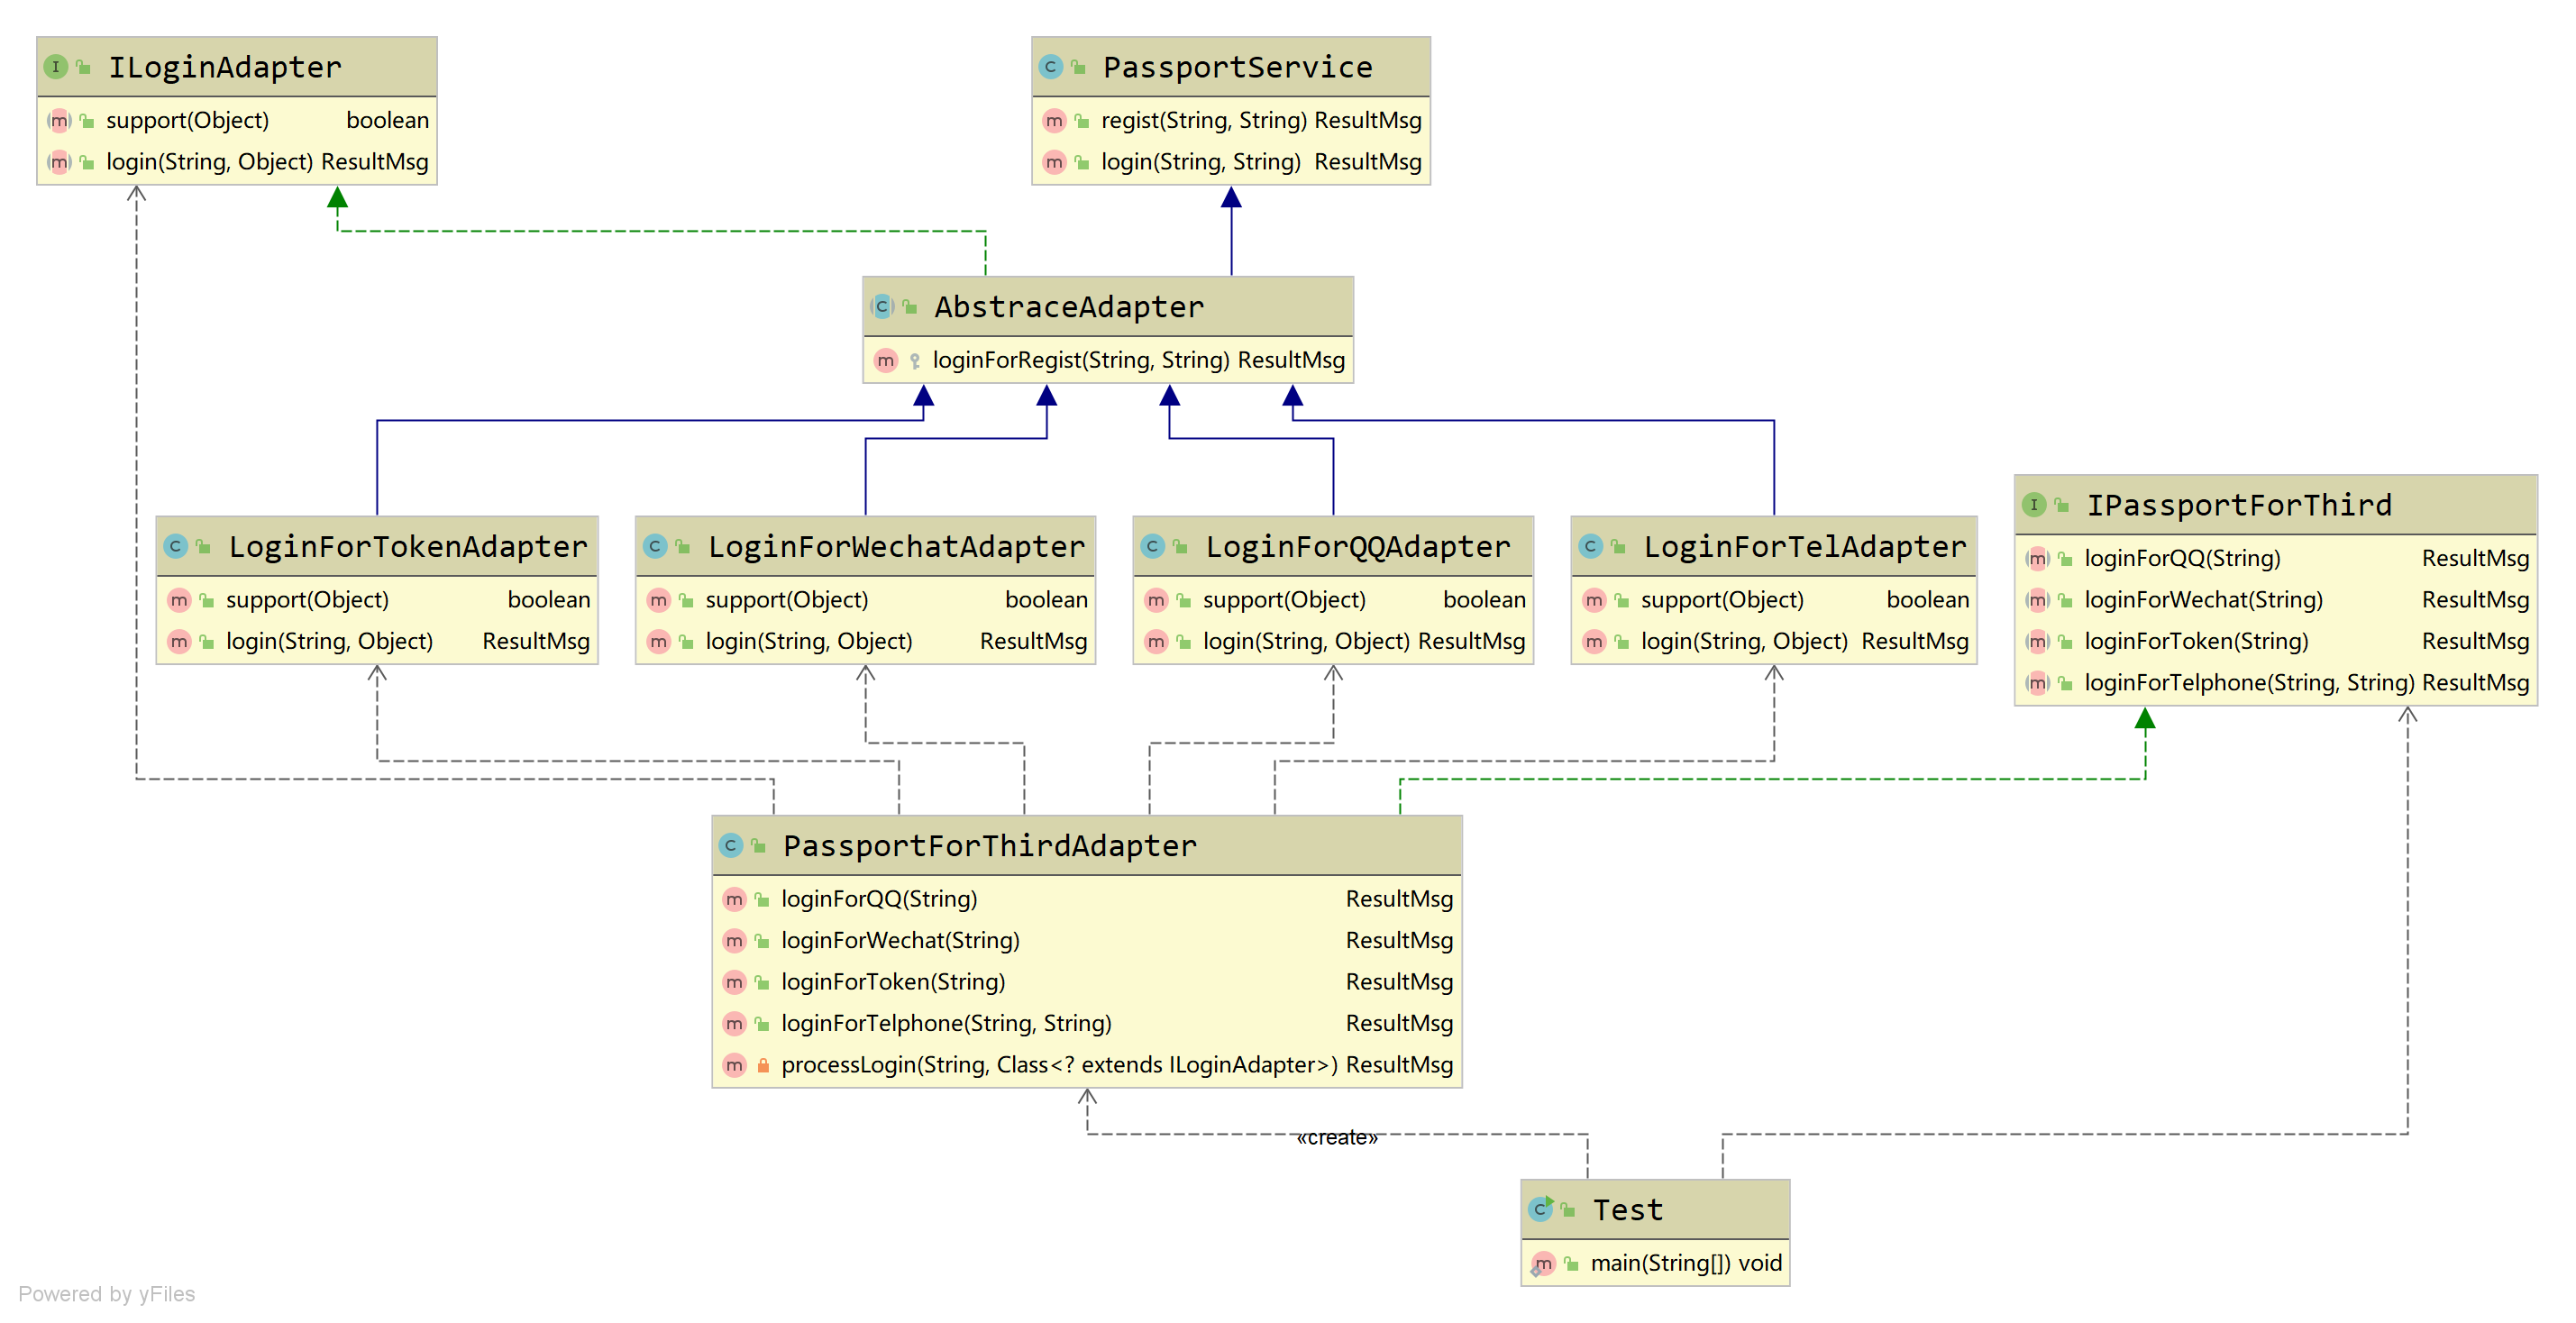 ILoginAdapter
support(Object) boolean
login(String, Object) ResultMsg
PassportService
regist(String, String) ResultMsg
login(String, String) ResultMsg
AbstraceAdapter
loginForRegist(String, String) ResultMsg
LoginForTokenAdapter
support(Object) boolean
login(String, Object) ResultMsg
LoginForWechatAdapter
support(Object) boolean
login(String, Object) ResultMsg
LoginForQQAdapter
support(Object) boolean
login(String, Object) ResultMsg
LoginForTelAdapter
support(Object) boolean
login(String, Object) ResultMsg
IPassportForThird
loginForQQ(String) ResultMsg
loginForWechat(String) ResultMsg
loginForToken(String) ResultMsg
loginForTelphone(String, String) ResultMsg
PassportForThirdAdapter
loginForQQ(String) ResultMsg
loginForWechat(String) ResultMsg
loginForToken(String) ResultMsg
loginForTelphone(String, String) ResultMsg
processLogin(String, Class<? extends ILoginAdapter>) ResultMsg
«create»
Test
main(String[]) void
Powered by yFiles